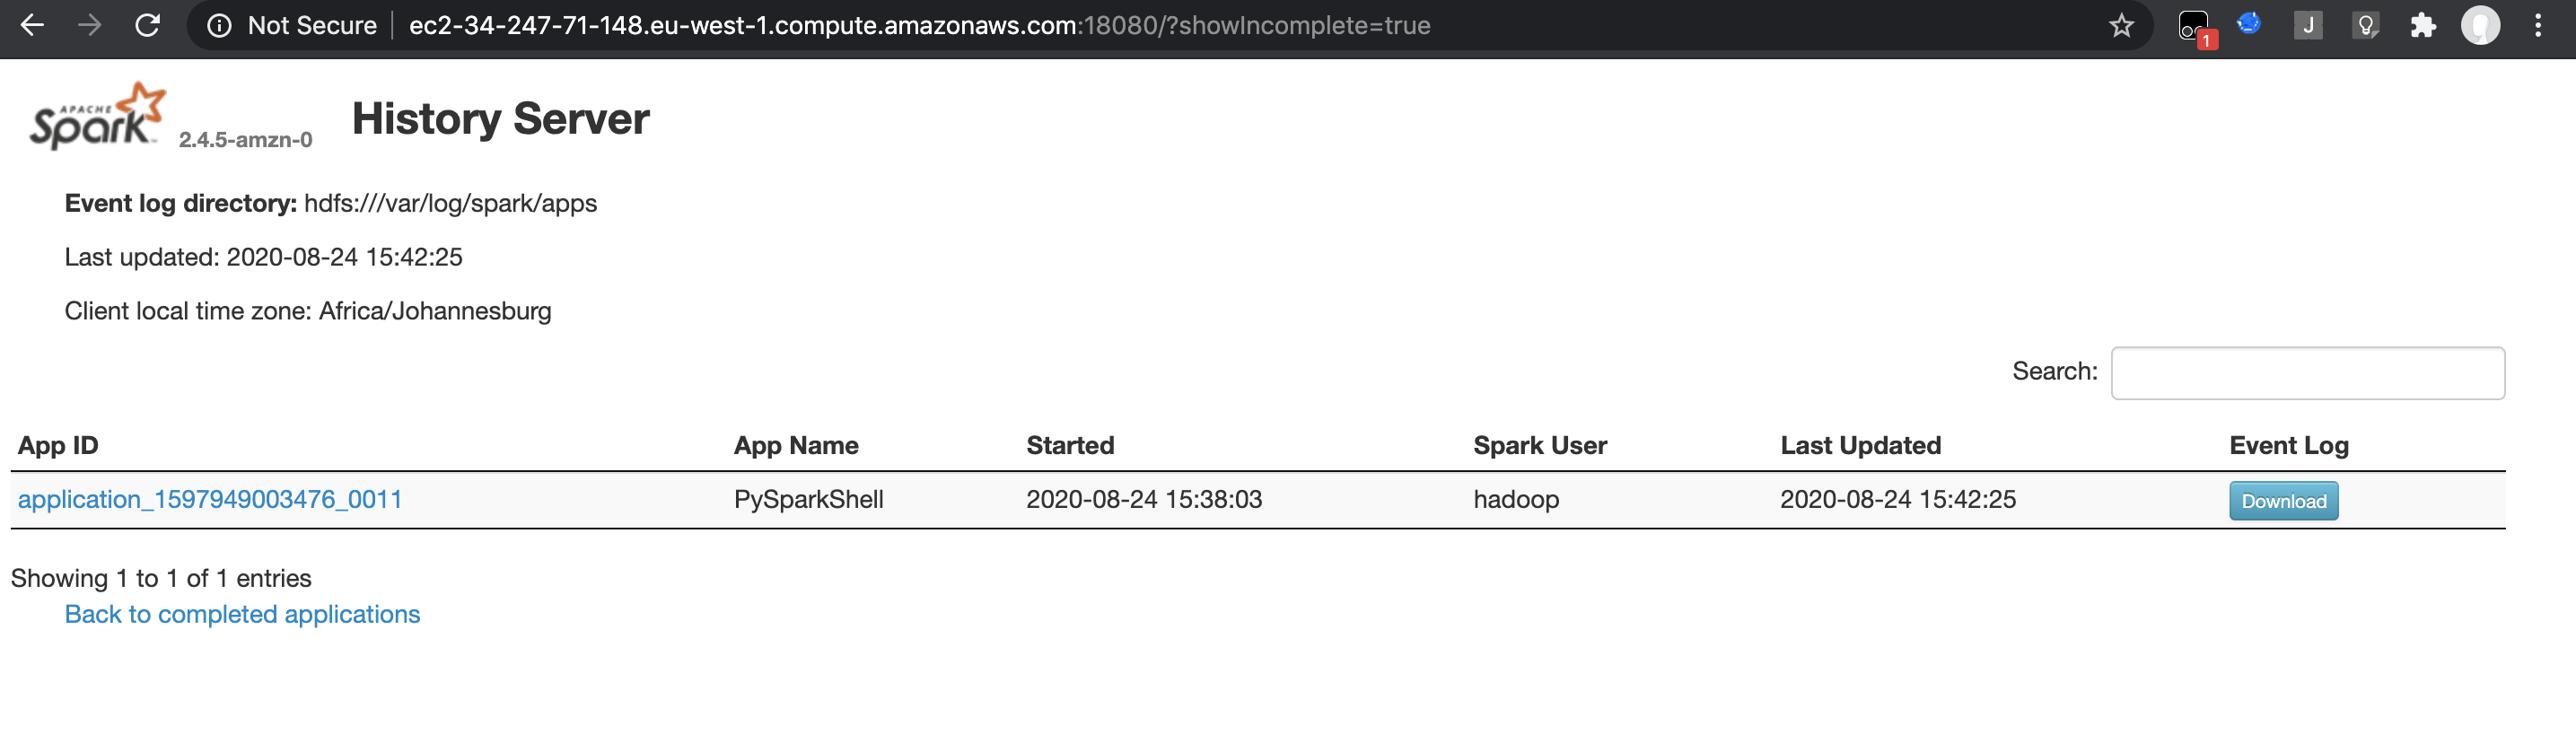 Not Secure ec2-34-247-71-148.eu-west-1.compute.amazonaws.com:18080/?showIncomplete=true
1
J
APACHE
Spark™ 2.4.5-amzn-0 History Server
Event log directory: hdfs:///var/log/spark/apps
Last updated: 2020-08-24 15:42:25
Client local time zone: Africa/Johannesburg
Search:
App ID App Name Started Spark User Last Updated Event Log
application_1597949003476_0011 PySparkShell 2020-08-24 15:38:03 hadoop 2020-08-24 15:42:25 Download
Showing 1 to 1 of 1 entries
Back to completed applications